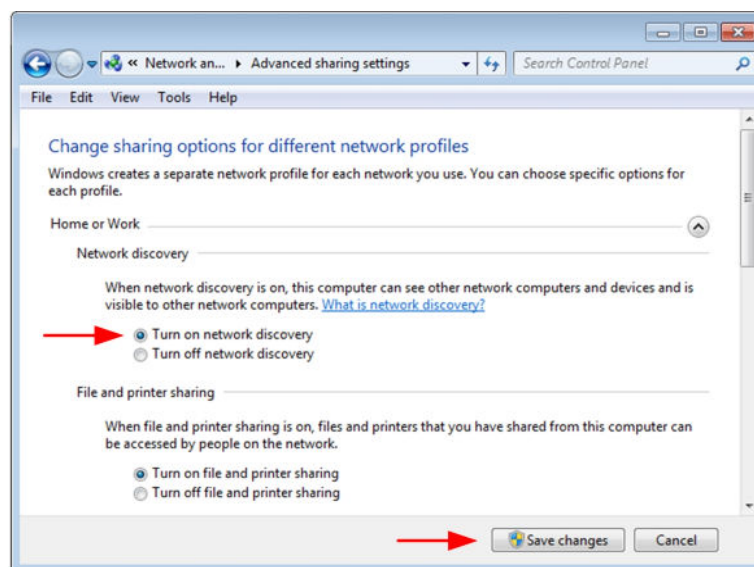 « Network an... ▸ Advanced sharing settings
Search Control Panel
File Edit View Tools Help
Change sharing options for different network profiles
Windows creates a separate network profile for each network you use. You can choose specific options for
each profile.
Home or Work
Network discovery
When network discovery is on, this computer can see other network computers and devices and is
visible to other network computers. What is network discovery?
Turn on network discovery
Turn off network discovery
File and printer sharing
When file and printer sharing is on, files and printers that you have shared from this computer can
be accessed by people on the network.
Turn on file and printer sharing
Turn off file and printer sharing
Save changes Cancel